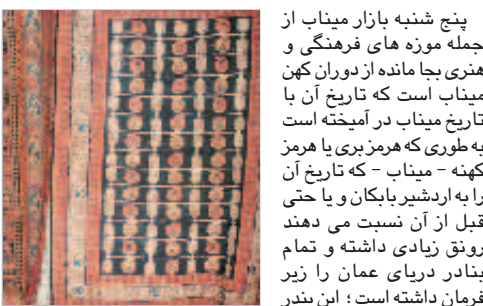 پنج شنبه بازار میناب از
جمله موزه های فرهنگی و
هنری بجا مانده از دوران کهن
میناب است که تاریخ آن با
تاریخ میناب در آمیخته است
به طوری که هرمز بری یا هرمز
کهنه - میناب - که تاریخ آن
را به اردشیر بابکان و یا حتی
قبل از آن نسبت می دهند
رونق زیادی داشته و تمام
بنادر دریای عمان را زیر
فرمان داشته است ؛ این بندر